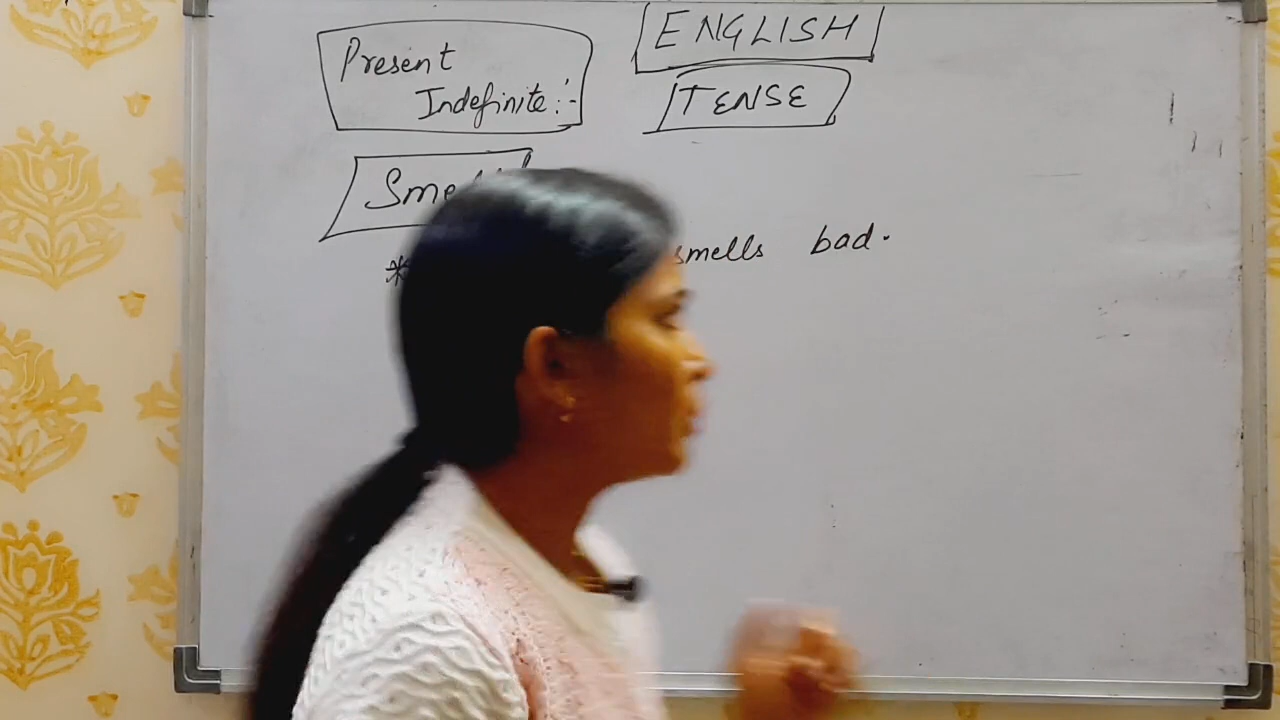 ENGLISH
TENSE
Present
Indefinite :-
* smells bad.